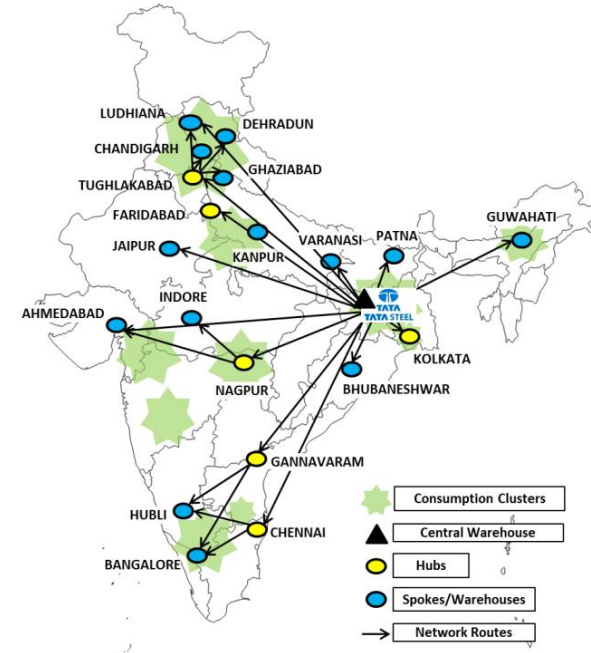 LUDHIANA
DEHRADUN
CHANDIGARH
GHAZIABAD
TUGHLAKABAD
FARIDABAD
GUWAHATI
JAIPUR
KANPUR
VARANASI
PATNA
INDORE
AHMEDABAD
TATA
TATA STEEL
KOLKATA
NAGPUR
BHUBANESHWAR
GANNAVARAM
HUBLI
CHENNAI
BANGALORE
Consumption Clusters
Central Warehouse
Hubs
Spokes/Warehouses
Network Routes